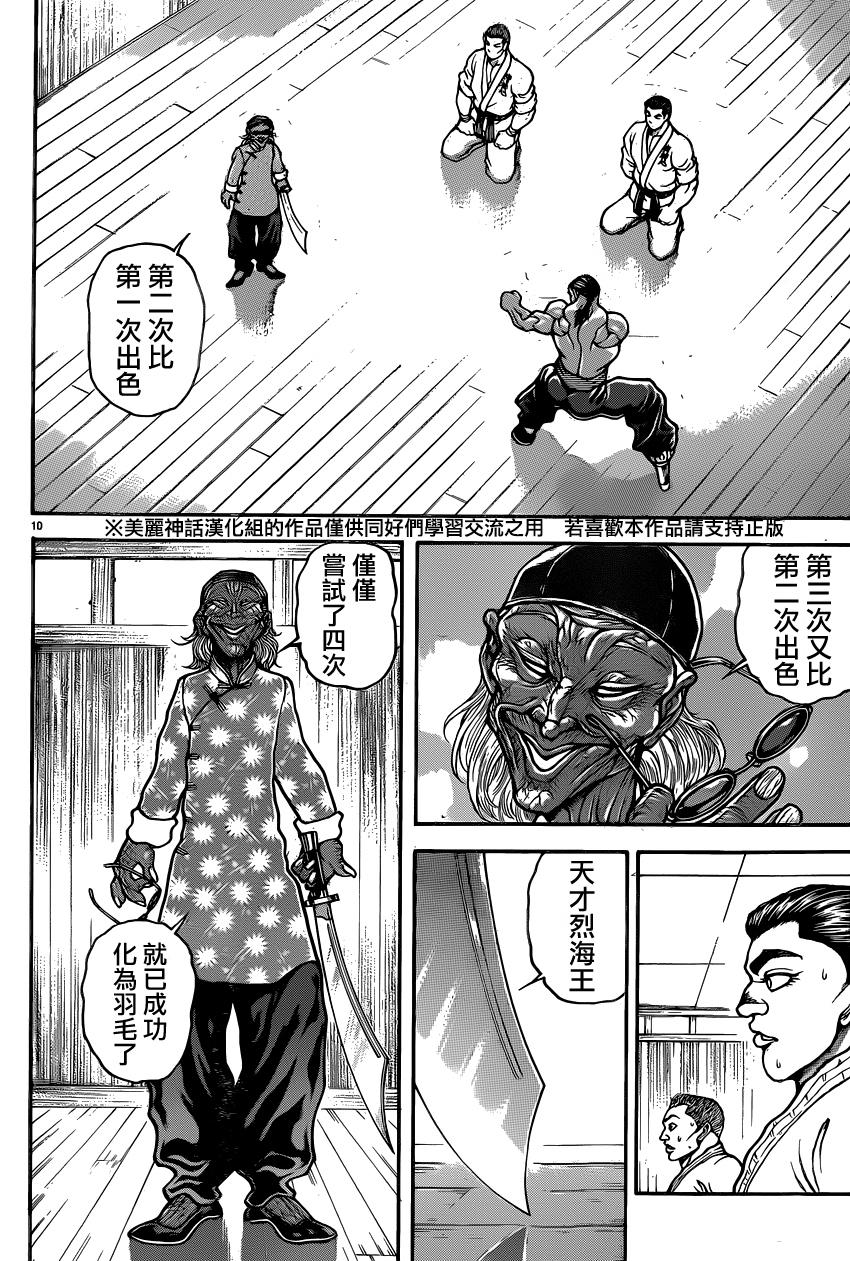 第二次比
第一次出色
10
※美麗神話漢化組的作品僅供同好們學習交流之用　若喜歡本作品請支持正版
第三次又比
第二次出色
僅僅
嘗試了四次
就已成功
化為羽毛了
天才烈海王